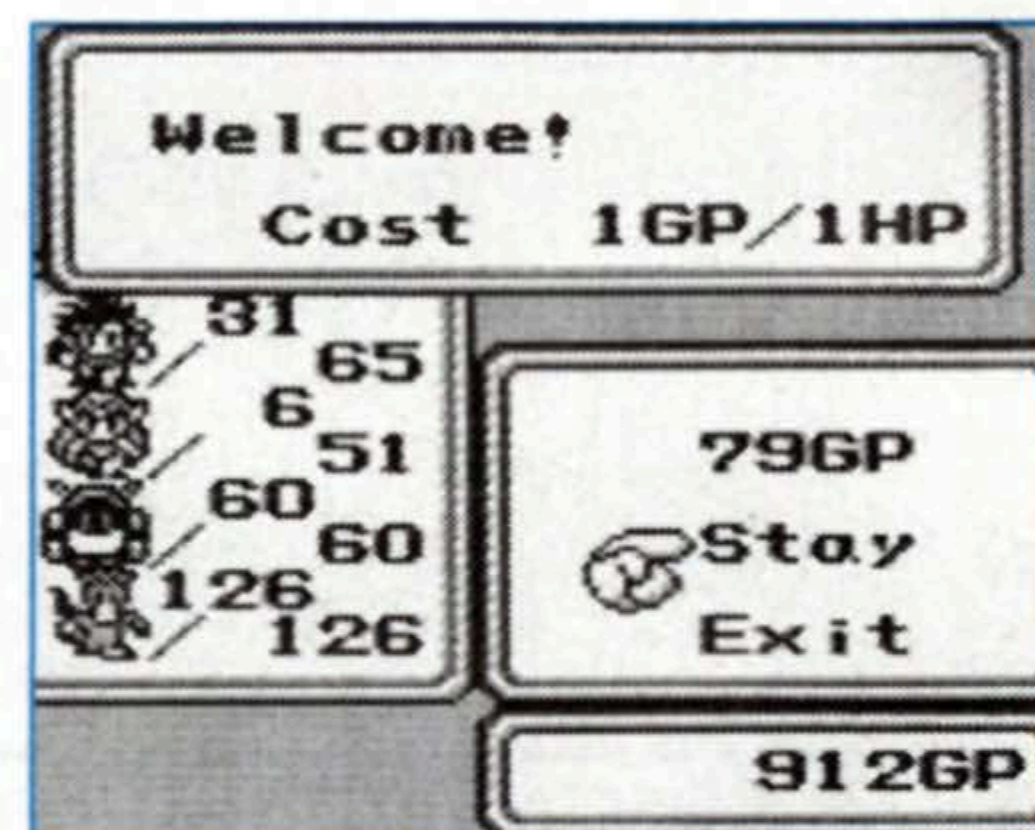 Welcome!
Cost 1GP/1HP
31
/ 65
6
/ 51
60
/ 60
126
/ 126
79GP
Stay
Exit
912GP